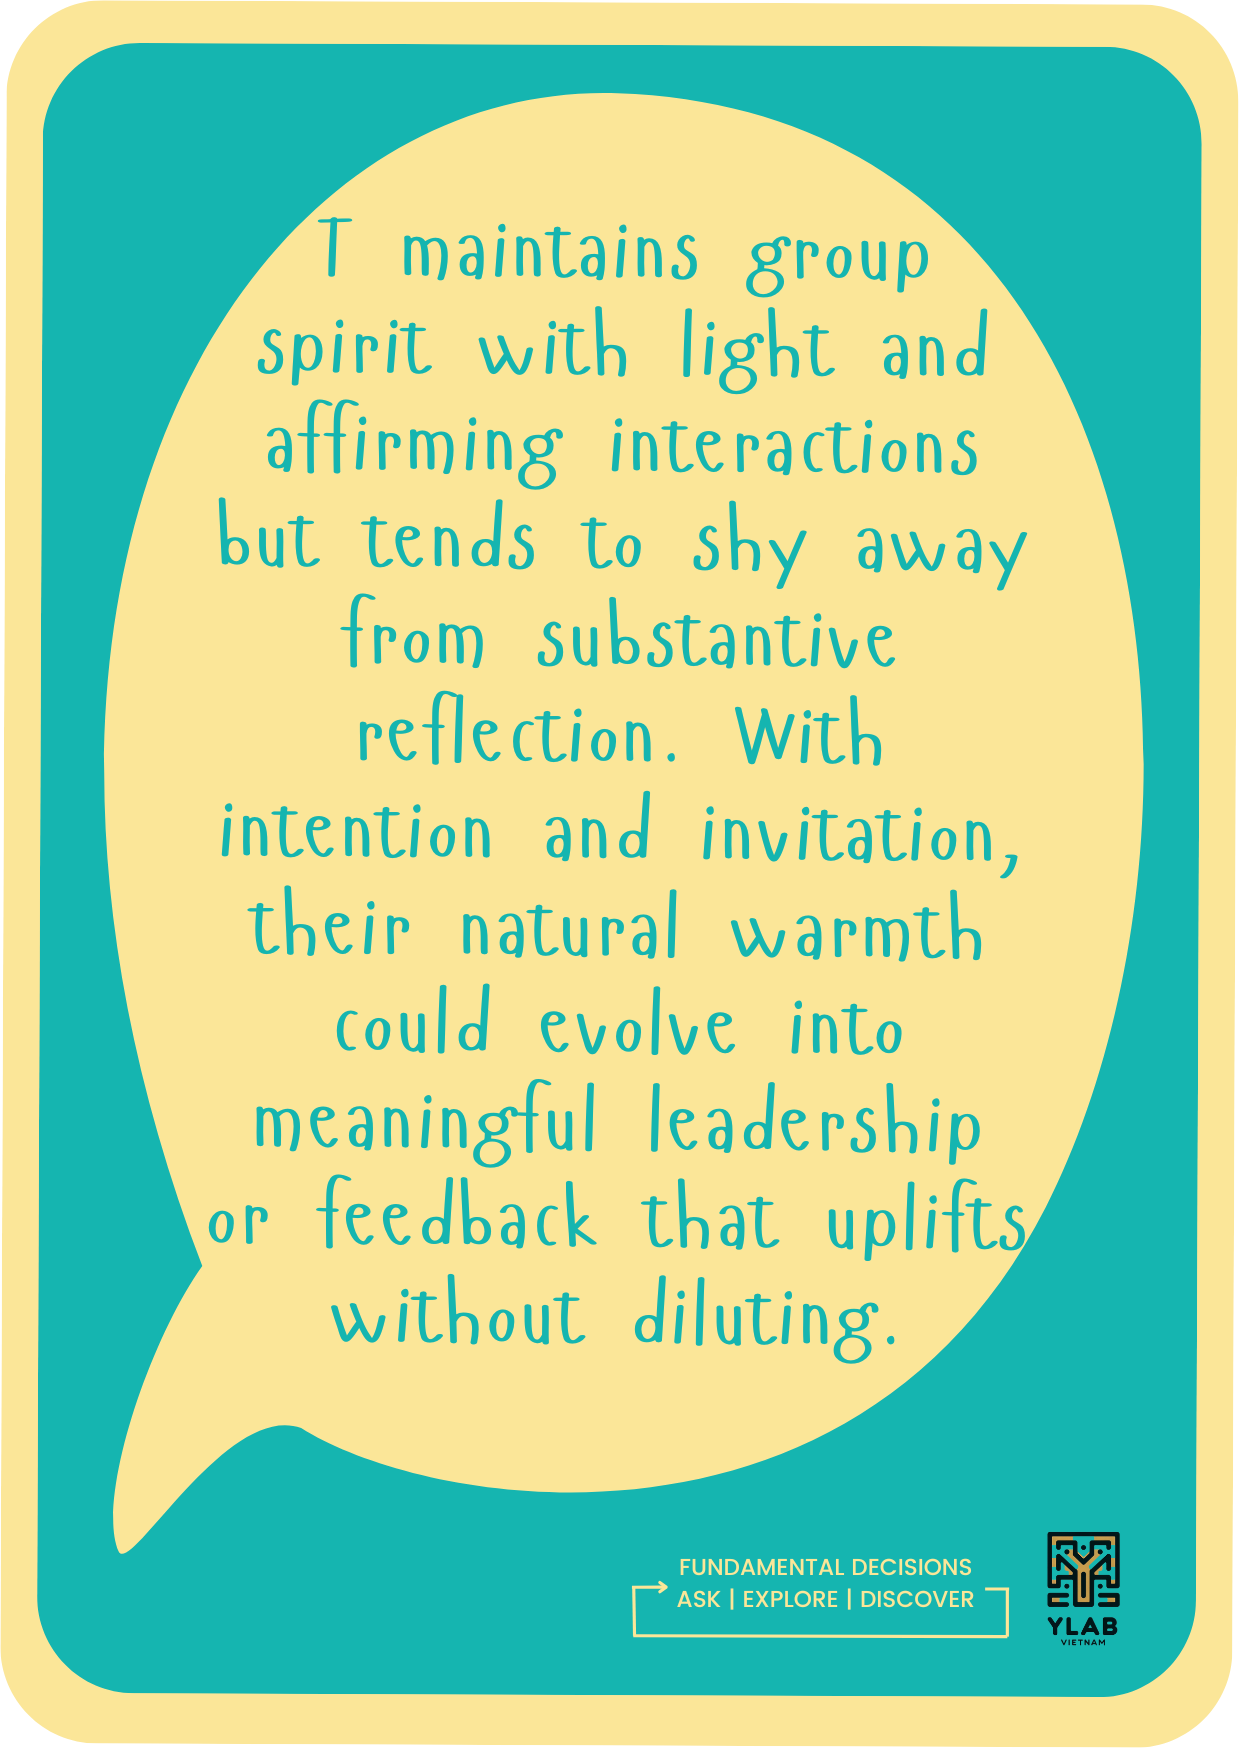 T maintains group
spirit with light and
affirming interactions
but tends to shy away
from substantive
reflection. With
intention and invitation,
their natural warmth
could evolve into
meaningful leadership
or feedback that uplifts
without diluting.
FUNDAMENTAL DECISIONS
ASK | EXPLORE | DISCOVER
YLAB
VIETNAM